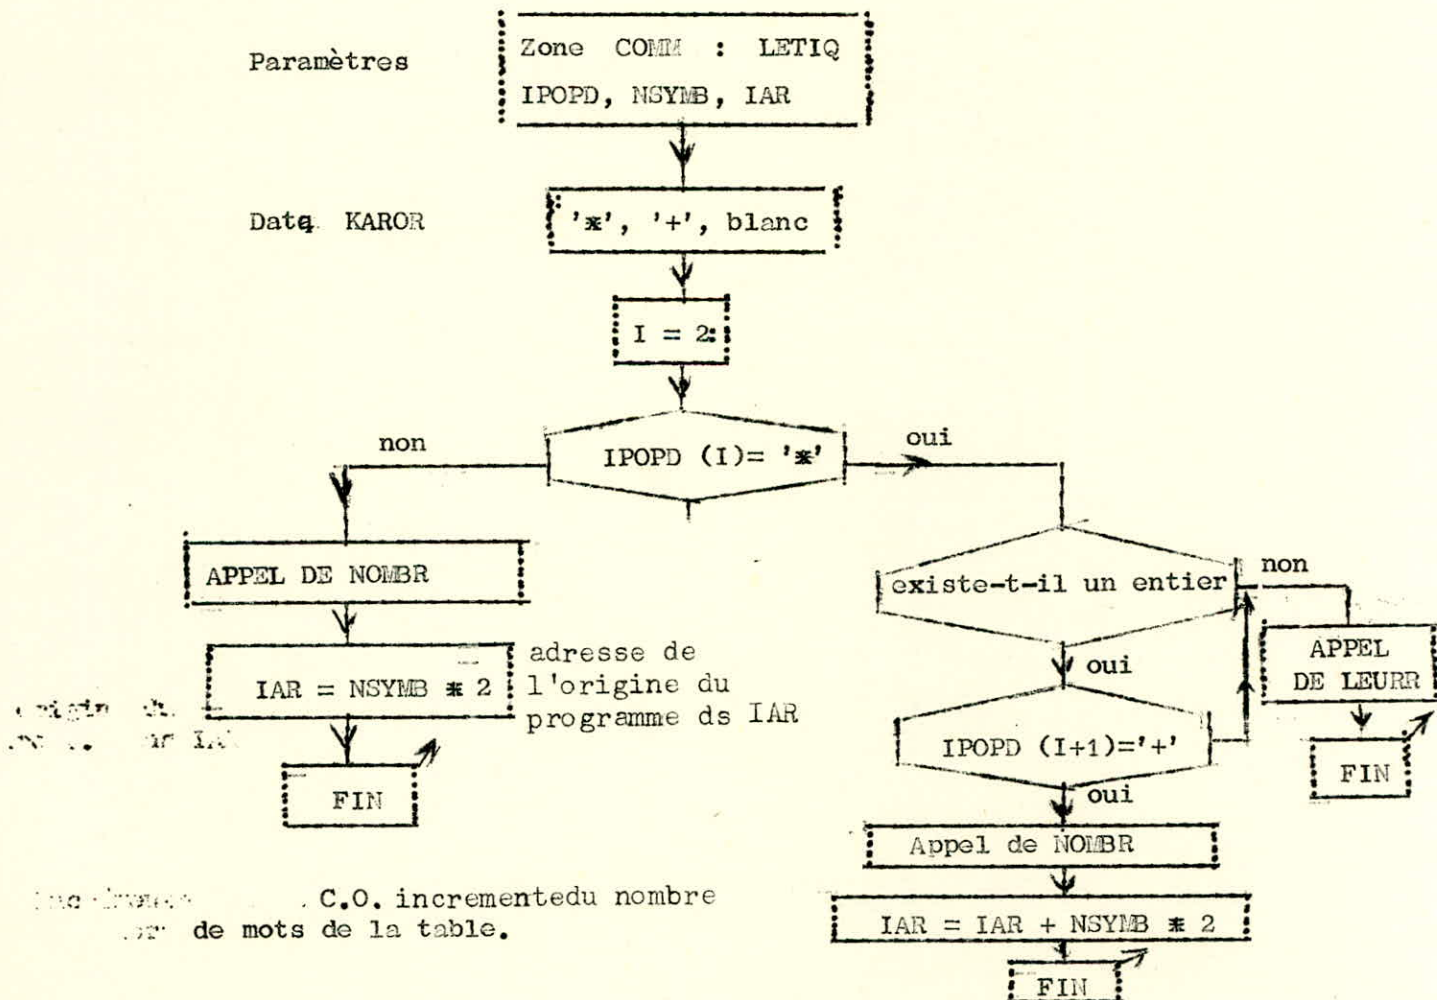 Paramètres
Zone COMM : LETIQ
IPOPD, NSYMB, IAR
Data KAROR
'*', '+', blanc
I = 2
non
IPOPD (I)= '*'
oui
APPEL DE NOMBR
existe-t-il un entier
non
IAR = NSYMB * 2
adresse de
l'origine du
programme ds IAR
oui
APPEL
DE LEURR
IPOPD (I+1)='+'
FIN
FIN
oui
Appel de NOMBR
C.O. incrementedu nombre
de mots de la table.
IAR = IAR + NSYMB * 2
FIN